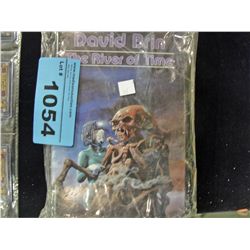 David Brin
The River of Time
Lot #
1054